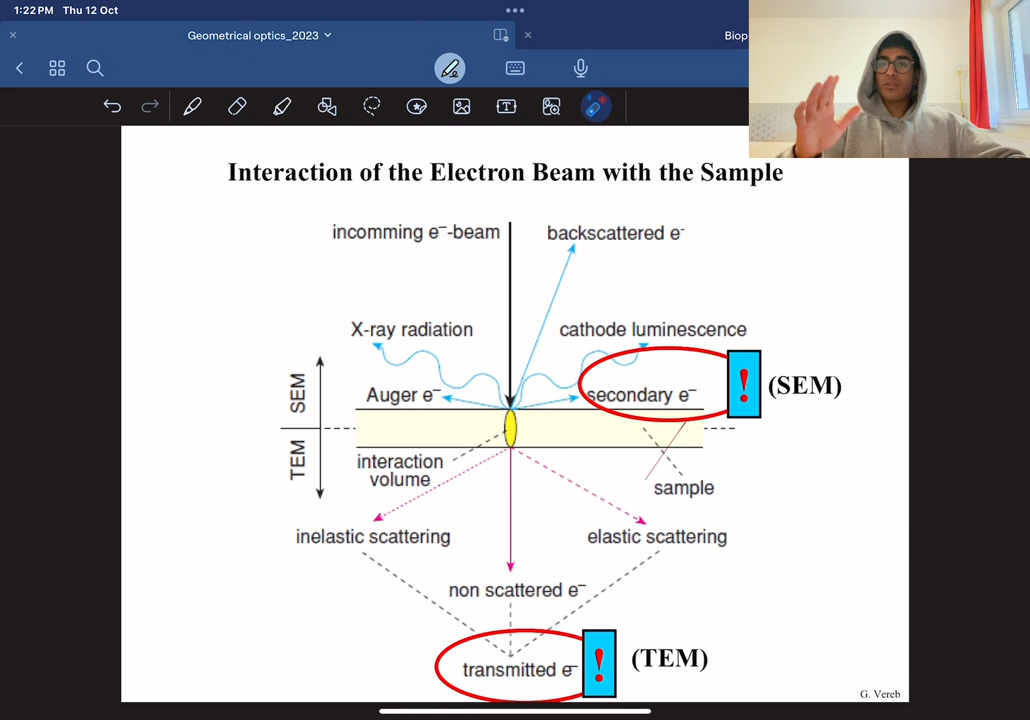 1:22 PM Thu 12 Oct
Geometrical optics_2023
Biop
Interaction of the Electron Beam with the Sample
incomming e⁻-beam
backscattered e⁻
X-ray radiation
cathode luminescence
SEM
Auger e⁻
secondary e⁻
!
(SEM)
TEM
interaction
volume
sample
inelastic scattering
elastic scattering
non scattered e⁻
transmitted e⁻
!
(TEM)
G. Vereb